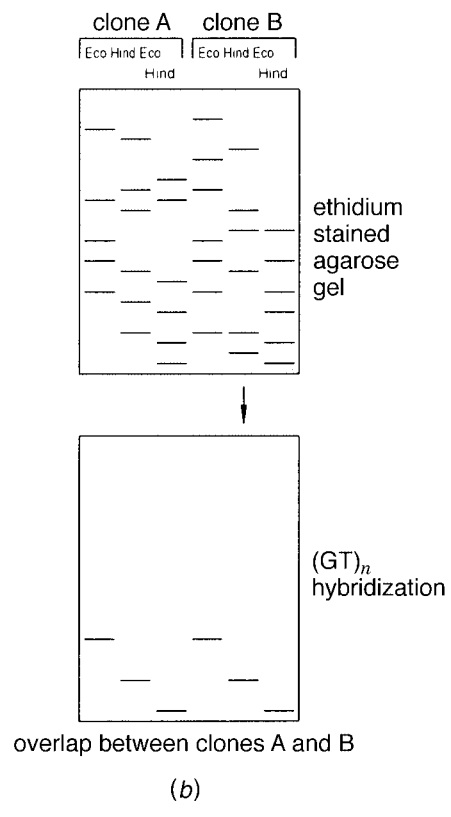 clone A clone B
Eco Hind Eco Eco Hind Eco
Hind Hind
ethidium
stained
agarose
gel
(GT)n
hybridization
overlap between clones A and B
(b)